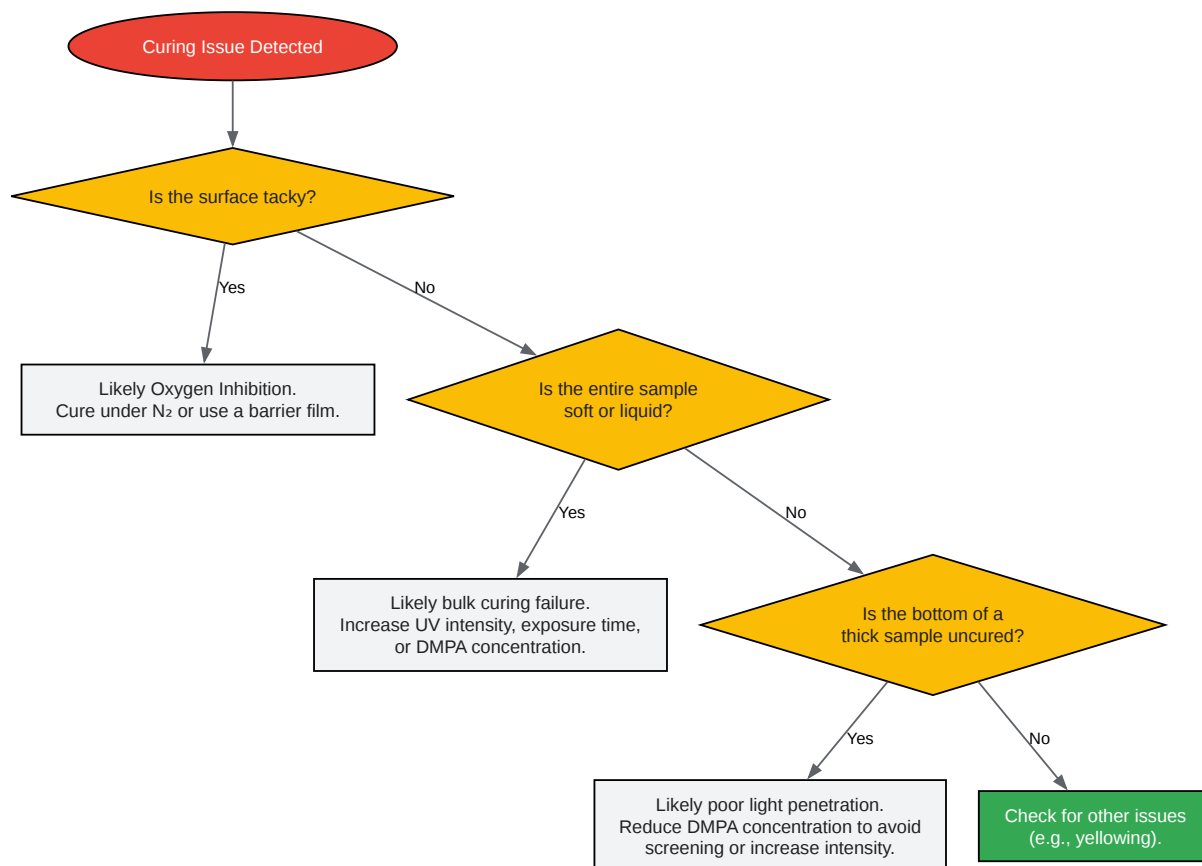 Curing Issue Detected
Is the surface tacky?
Yes
No
Likely Oxygen Inhibition.
Cure under N₂ or use a barrier film.
Is the entire sample
soft or liquid?
Yes
No
Likely bulk curing failure.
Increase UV intensity, exposure time,
or DMPA concentration.
Is the bottom of a
thick sample uncured?
Yes
No
Likely poor light penetration.
Reduce DMPA concentration to avoid
screening or increase intensity.
Check for other issues
(e.g., yellowing).